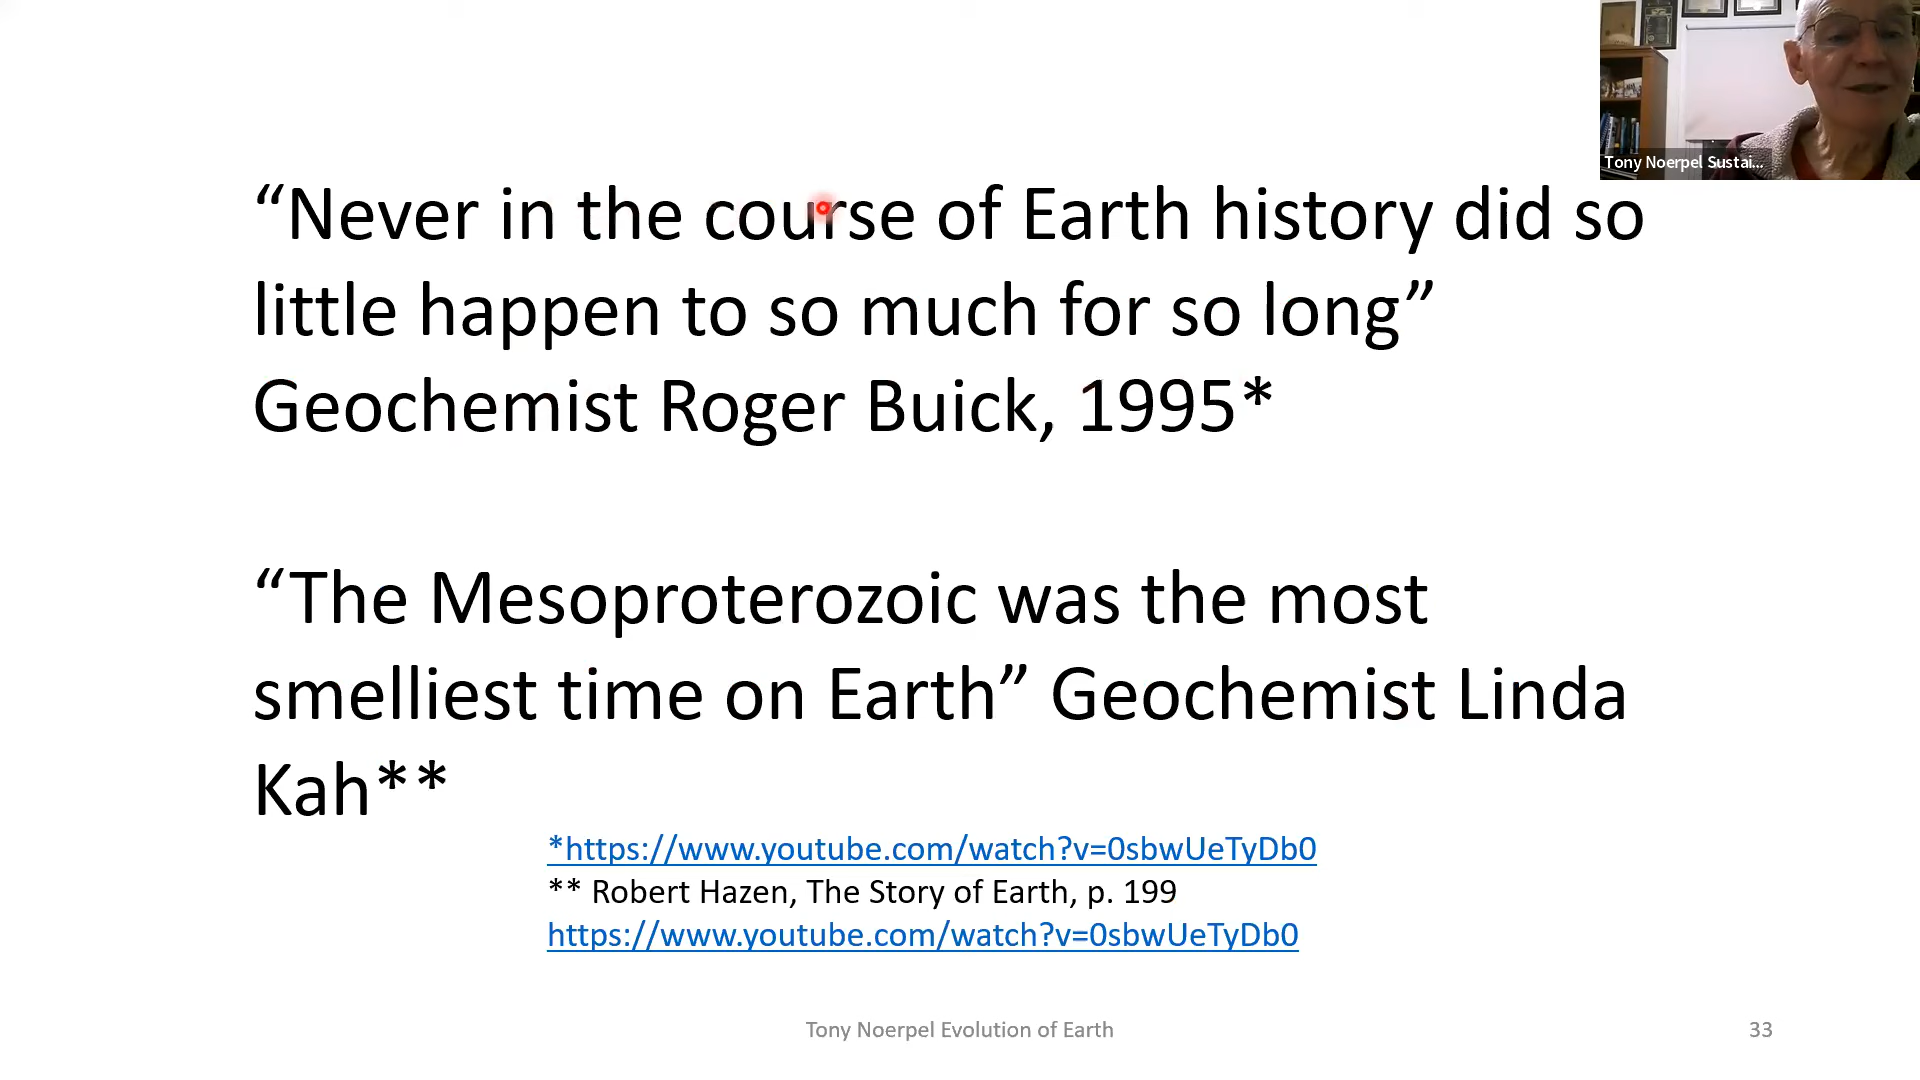 Tony Noerpel Sustai...
“Never in the course of Earth history did so
little happen to so much for so long”
Geochemist Roger Buick, 1995*
“The Mesoproterozoic was the most
smelliest time on Earth” Geochemist Linda
Kah**
*https://www.youtube.com/watch?v=0sbwUeTyDb0
** Robert Hazen, The Story of Earth, p. 199
https://www.youtube.com/watch?v=0sbwUeTyDb0
Tony Noerpel Evolution of Earth
33